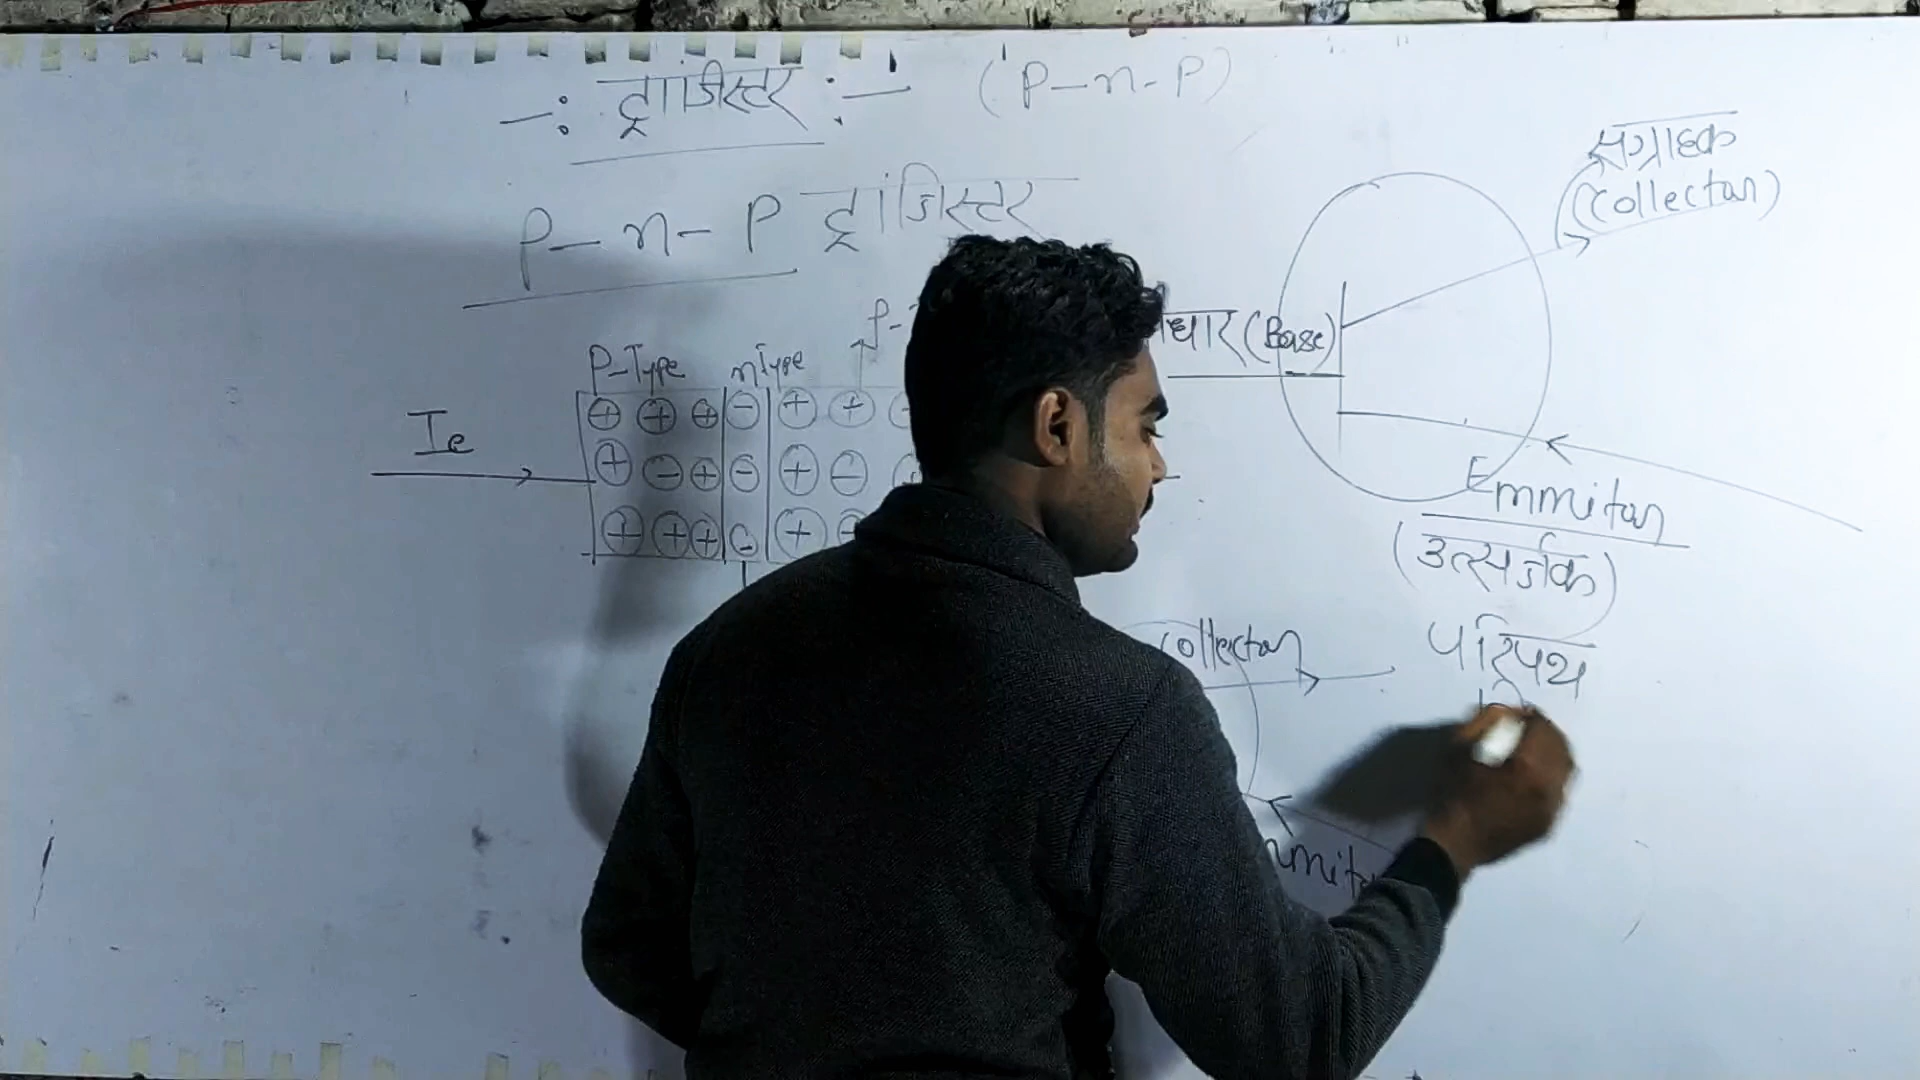 -: ट्रांजिस्टर :- (P-n-P)
P-n-P ट्रांजिस्टर
संग्राहक
(Collector)
धार (Base)
P-Type
n Type
Ie
Emmitor
(उत्सर्जक)
Collector
परिपथ